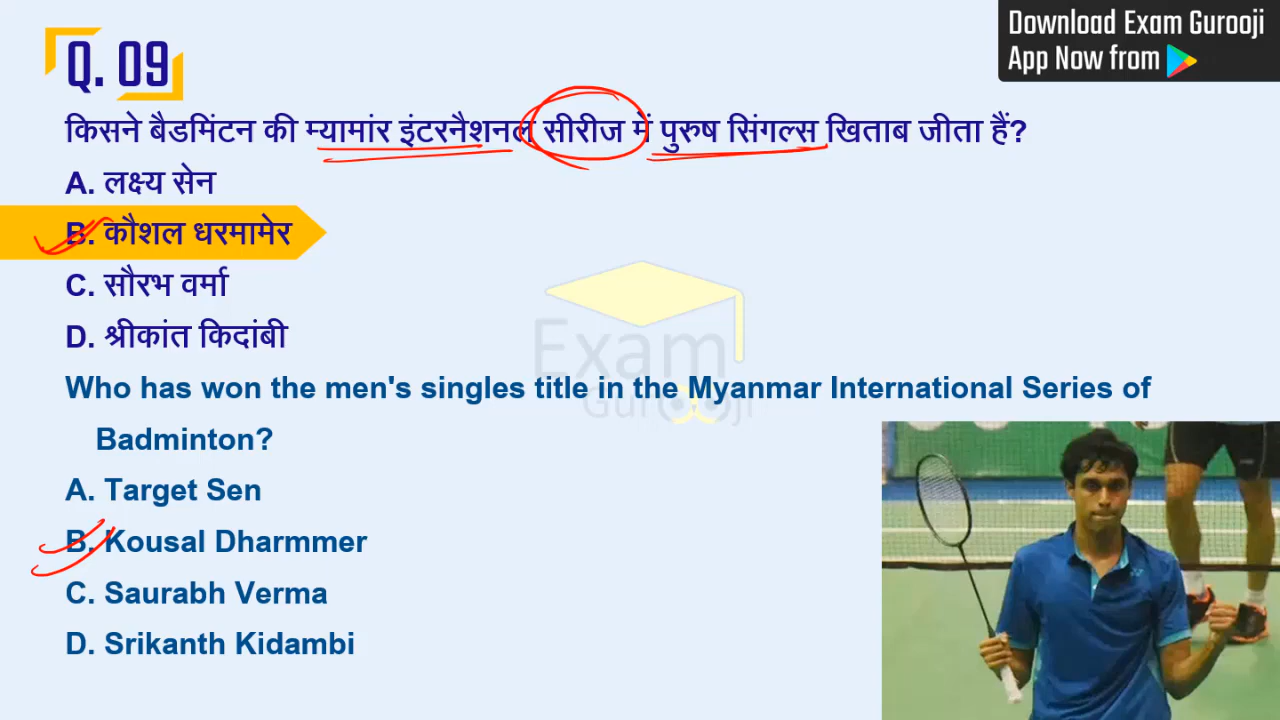 Download Exam Gurooji
App Now from
Q. 09
किसने बैडमिंटन की म्यामांर इंटरनैशनल सीरीज में पुरुष सिंगल्स खिताब जीता हैं?
A. लक्ष्य सेन
B. कौशल धरमामेर
C. सौरभ वर्मा
D. श्रीकांत किदांबी
Exam
Gurooji
Who has won the men's singles title in the Myanmar International Series of
Badminton?
A. Target Sen
B. Kousal Dharmmer
C. Saurabh Verma
D. Srikanth Kidambi